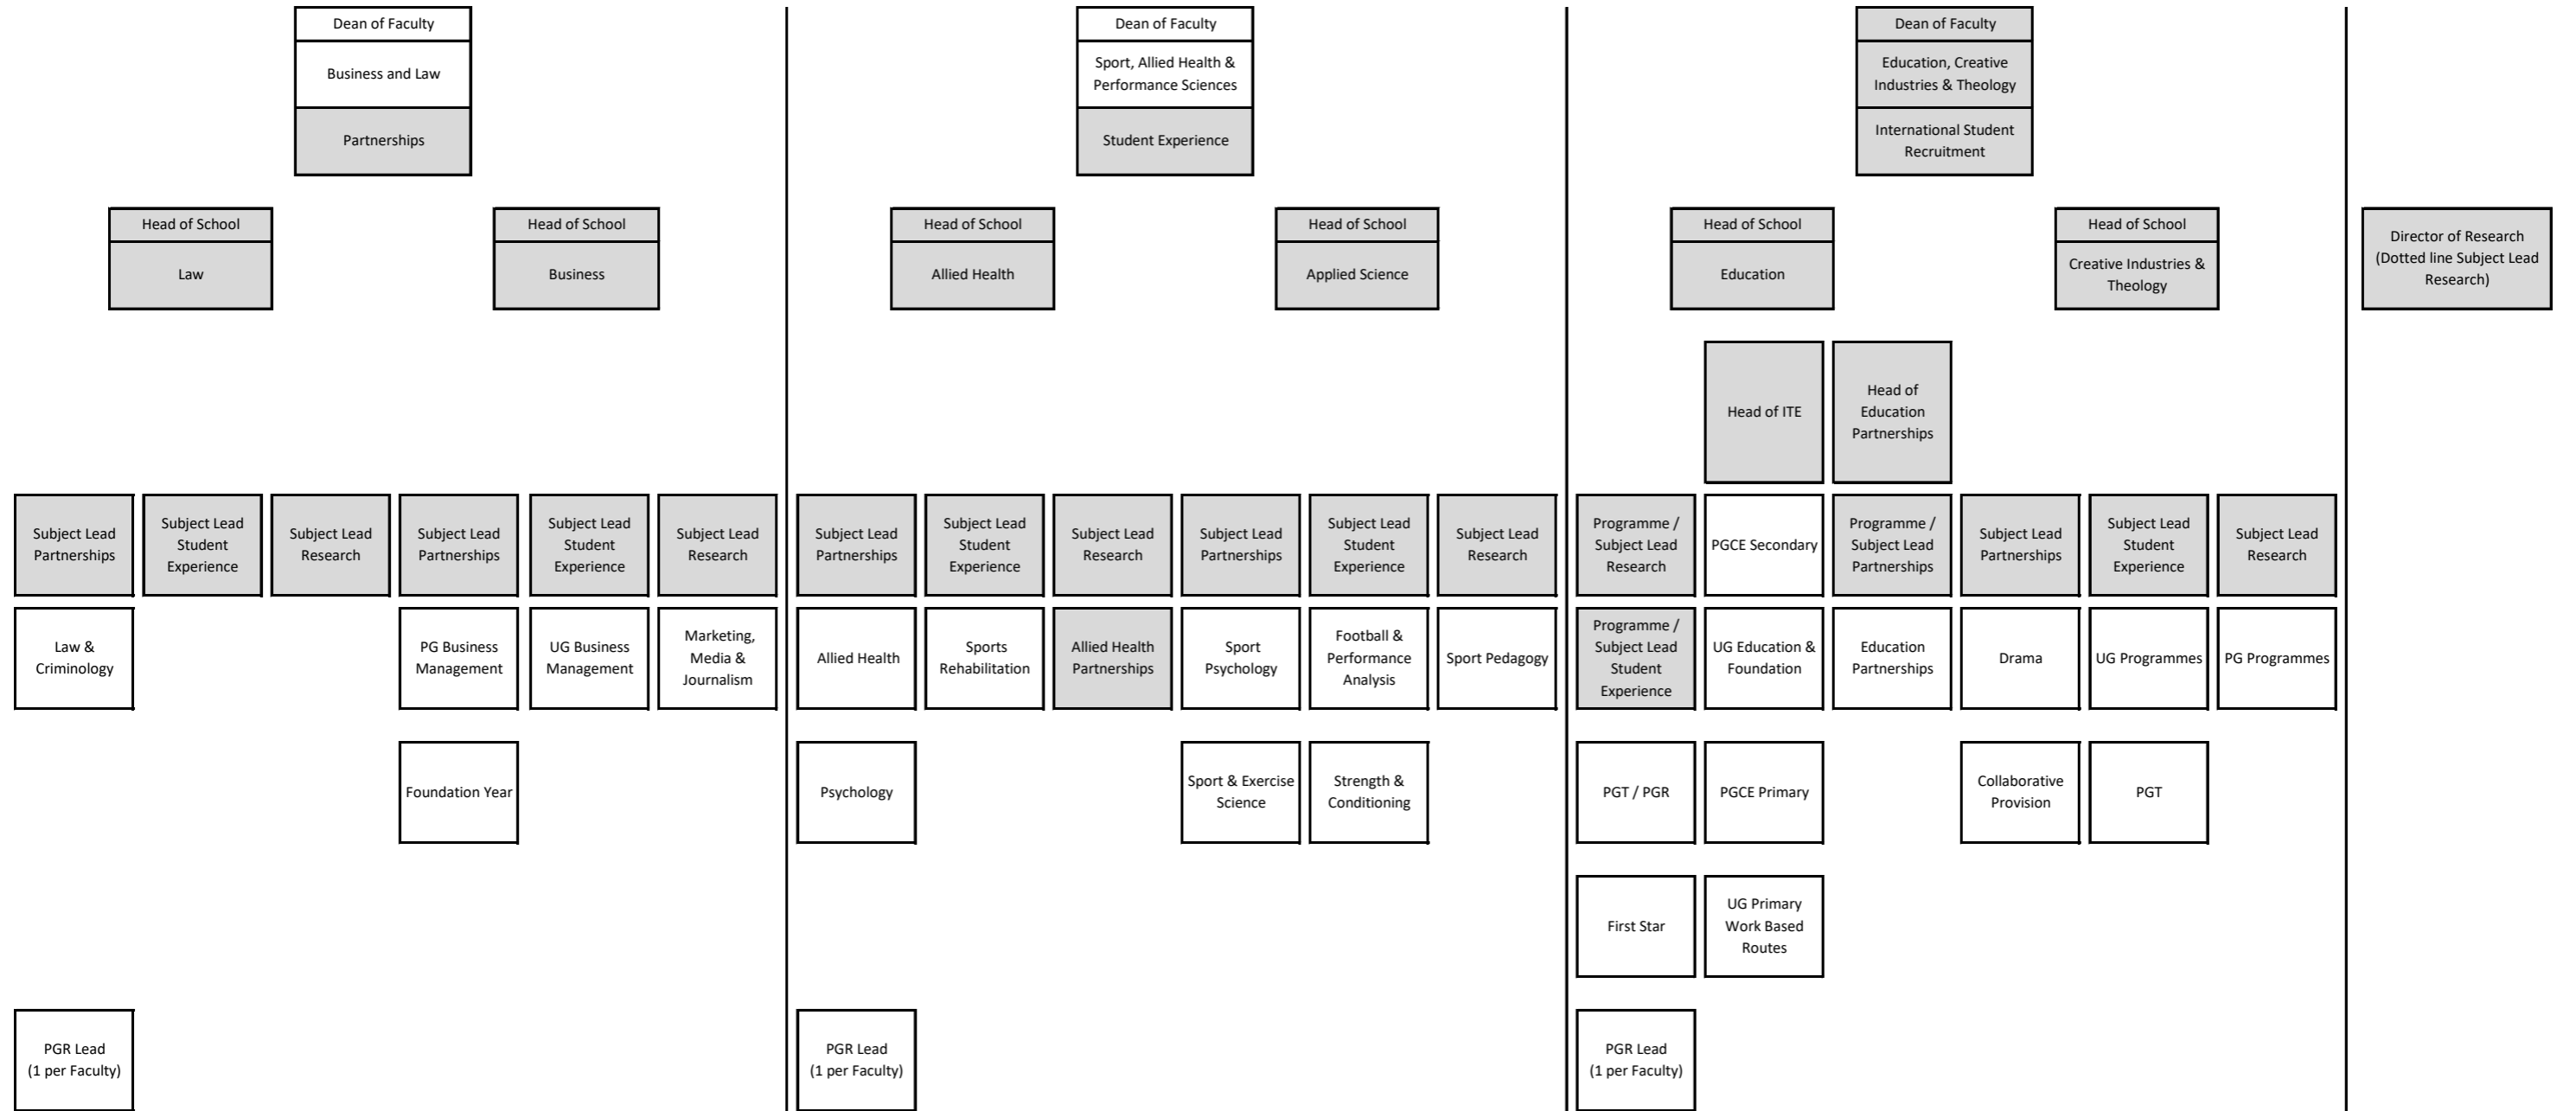 Dean of Faculty
Business and Law
Partnerships
Dean of Faculty
Sport, Allied Health &
Performance Sciences
Student Experience
Dean of Faculty
Education, Creative
Industries & Theology
International Student
Recruitment
Head of School
Law
Head of School
Business
Head of School
Allied Health
Head of School
Applied Science
Head of School
Education
Head of School
Creative Industries &
Theology
Director of Research
(Dotted line Subject Lead
Research)
Head of ITE
Head of
Education
Partnerships
Subject Lead
Partnerships
Subject Lead
Student
Experience
Subject Lead
Research
Subject Lead
Partnerships
Subject Lead
Student
Experience
Subject Lead
Research
Subject Lead
Partnerships
Subject Lead
Student
Experience
Subject Lead
Research
Subject Lead
Partnerships
Subject Lead
Student
Experience
Subject Lead
Research
Programme /
Subject Lead
Research
PGCE Secondary
Programme /
Subject Lead
Partnerships
Subject Lead
Partnerships
Subject Lead
Student
Experience
Subject Lead
Research
Law &
Criminology
PG Business
Management
UG Business
Management
Marketing,
Media &
Journalism
Allied Health
Sports
Rehabilitation
Allied Health
Partnerships
Sport
Psychology
Football &
Performance
Analysis
Sport Pedagogy
Programme /
Subject Lead
Student
Experience
UG Education &
Foundation
Education
Partnerships
Drama
UG Programmes
PG Programmes
Foundation Year
Psychology
Sport & Exercise
Science
Strength &
Conditioning
PGT / PGR
PGCE Primary
Collaborative
Provision
PGT
First Star
UG Primary
Work Based
Routes
PGR Lead
(1 per Faculty)
PGR Lead
(1 per Faculty)
PGR Lead
(1 per Faculty)